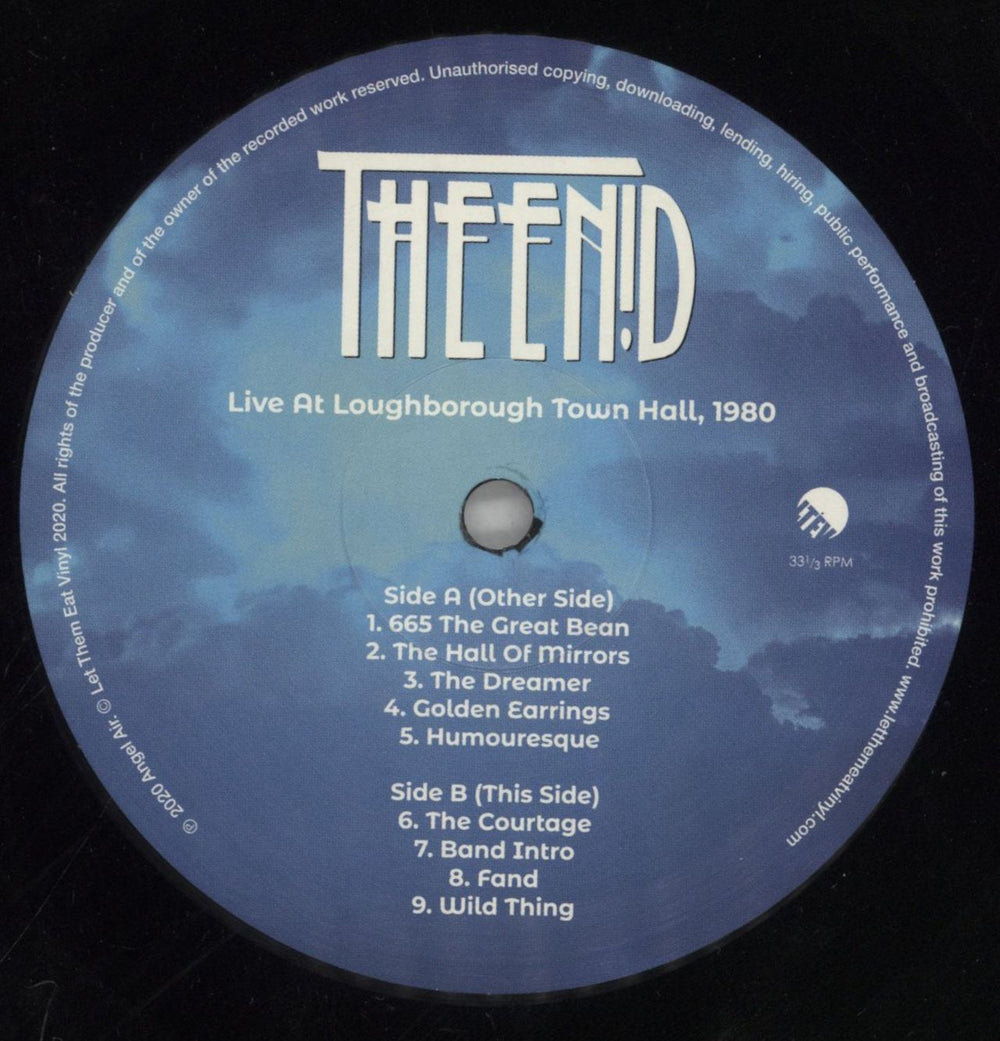 THE ENID
Live At Loughborough Town Hall, 1980
LTEV
33 1/3 RPM
Side A (Other Side)
1. 665 The Great Bean
2. The Hall Of Mirrors
3. The Dreamer
4. Golden Earrings
5. Humouresque
Side B (This Side)
6. The Courtage
7. Band Intro
8. Fand
9. Wild Thing
℗ 2020 Angel Air. © Let Them Eat Vinyl 2020. All rights of the producer and of the owner of the recorded work reserved. Unauthorised copying, downloading, lending, hiring, public performance and broadcasting of this work prohibited. www.letthemeatvinyl.com